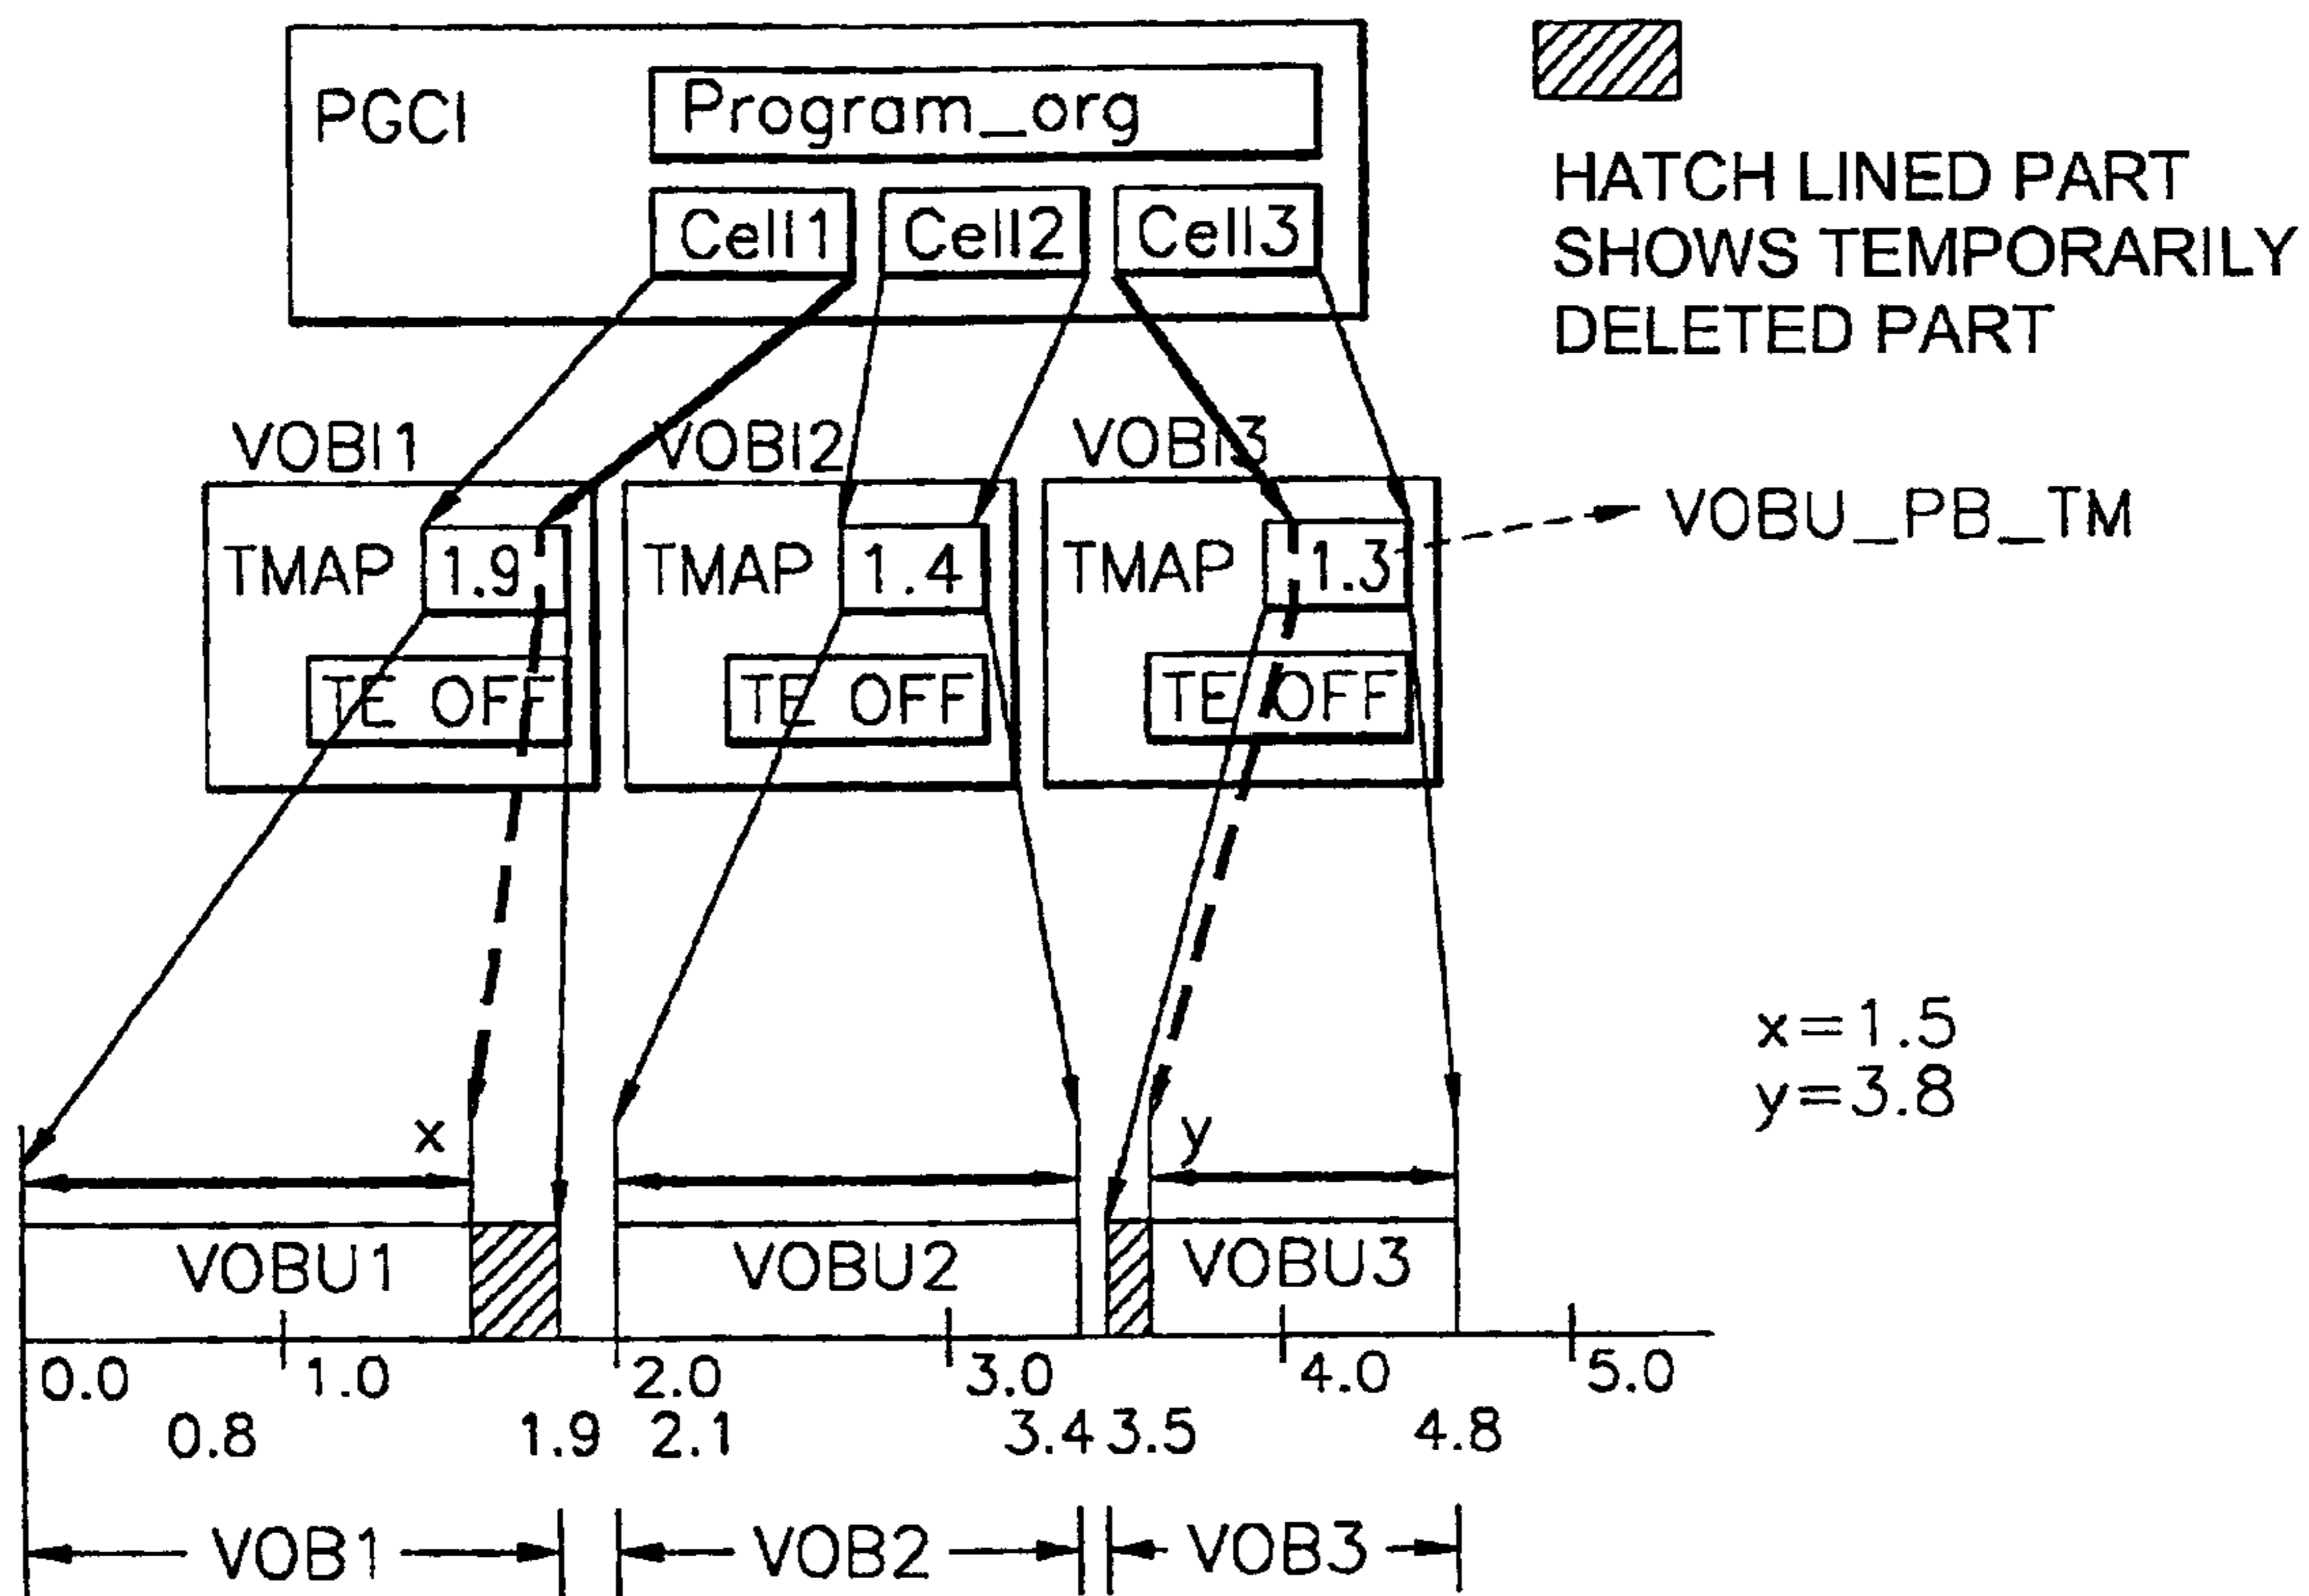 PGCI
Program_org
Cell1 Cell2 Cell3
HATCH LINED PART
SHOWS TEMPORARILY
DELETED PART
VOBI1 VOBI2 VOBI3
TMAP 1.9 TMAP 1.4 TMAP 1.3
VOBU_PB_TM
TE OFF TE OFF TE OFF
x=1.5
y=3.8
x y
VOBU1 VOBU2 VOBU3
0.0 1.0 2.0 3.0 4.0 5.0
0.8 1.9 2.1 3.4 3.5 4.8
VOB1 VOB2 VOB3